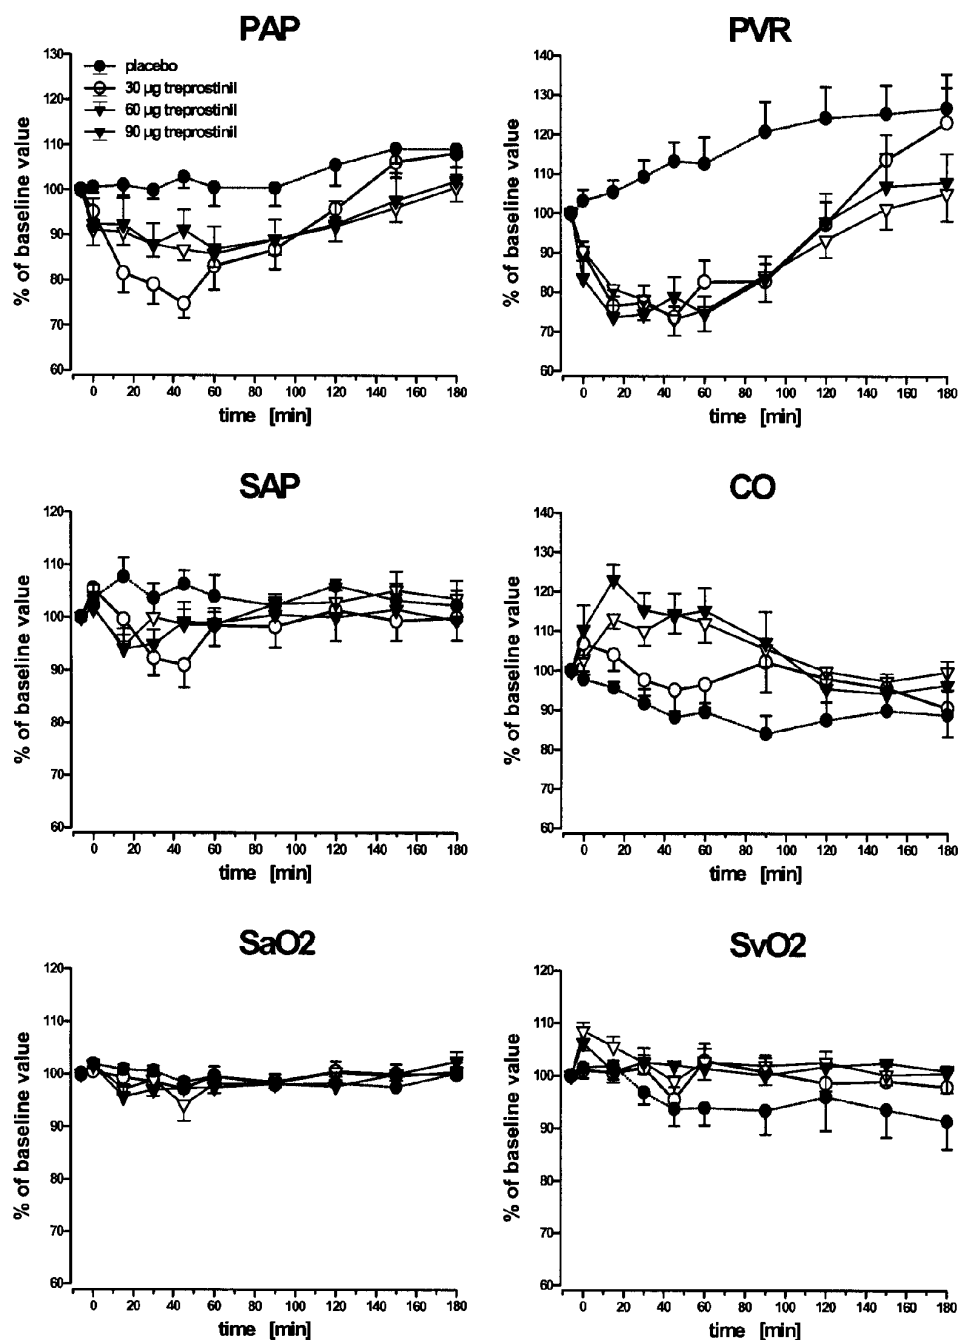 PAP
130
120
110
100
90
80
70
60
% of baseline value
placebo
30 µg treprostinil
60 µg treprostinil
90 µg treprostinil
0 20 40 60 80 100 120 140 160 180
time [min]
PVR
140
130
120
110
100
90
80
70
60
% of baseline value
0 20 40 60 80 100 120 140 160 180
time [min]
SAP
120
110
100
90
80
70
60
% of baseline value
0 20 40 60 80 100 120 140 160 180
time [min]
CO
140
130
120
110
100
90
80
70
60
% of baseline value
0 20 40 60 80 100 120 140 160 180
time [min]
SaO2
120
110
100
90
80
70
60
% of baseline value
0 20 40 60 80 100 120 140 160 180
time [min]
SvO2
120
110
100
90
80
70
60
% of baseline value
0 20 40 60 80 100 120 140 160 180
time [min]